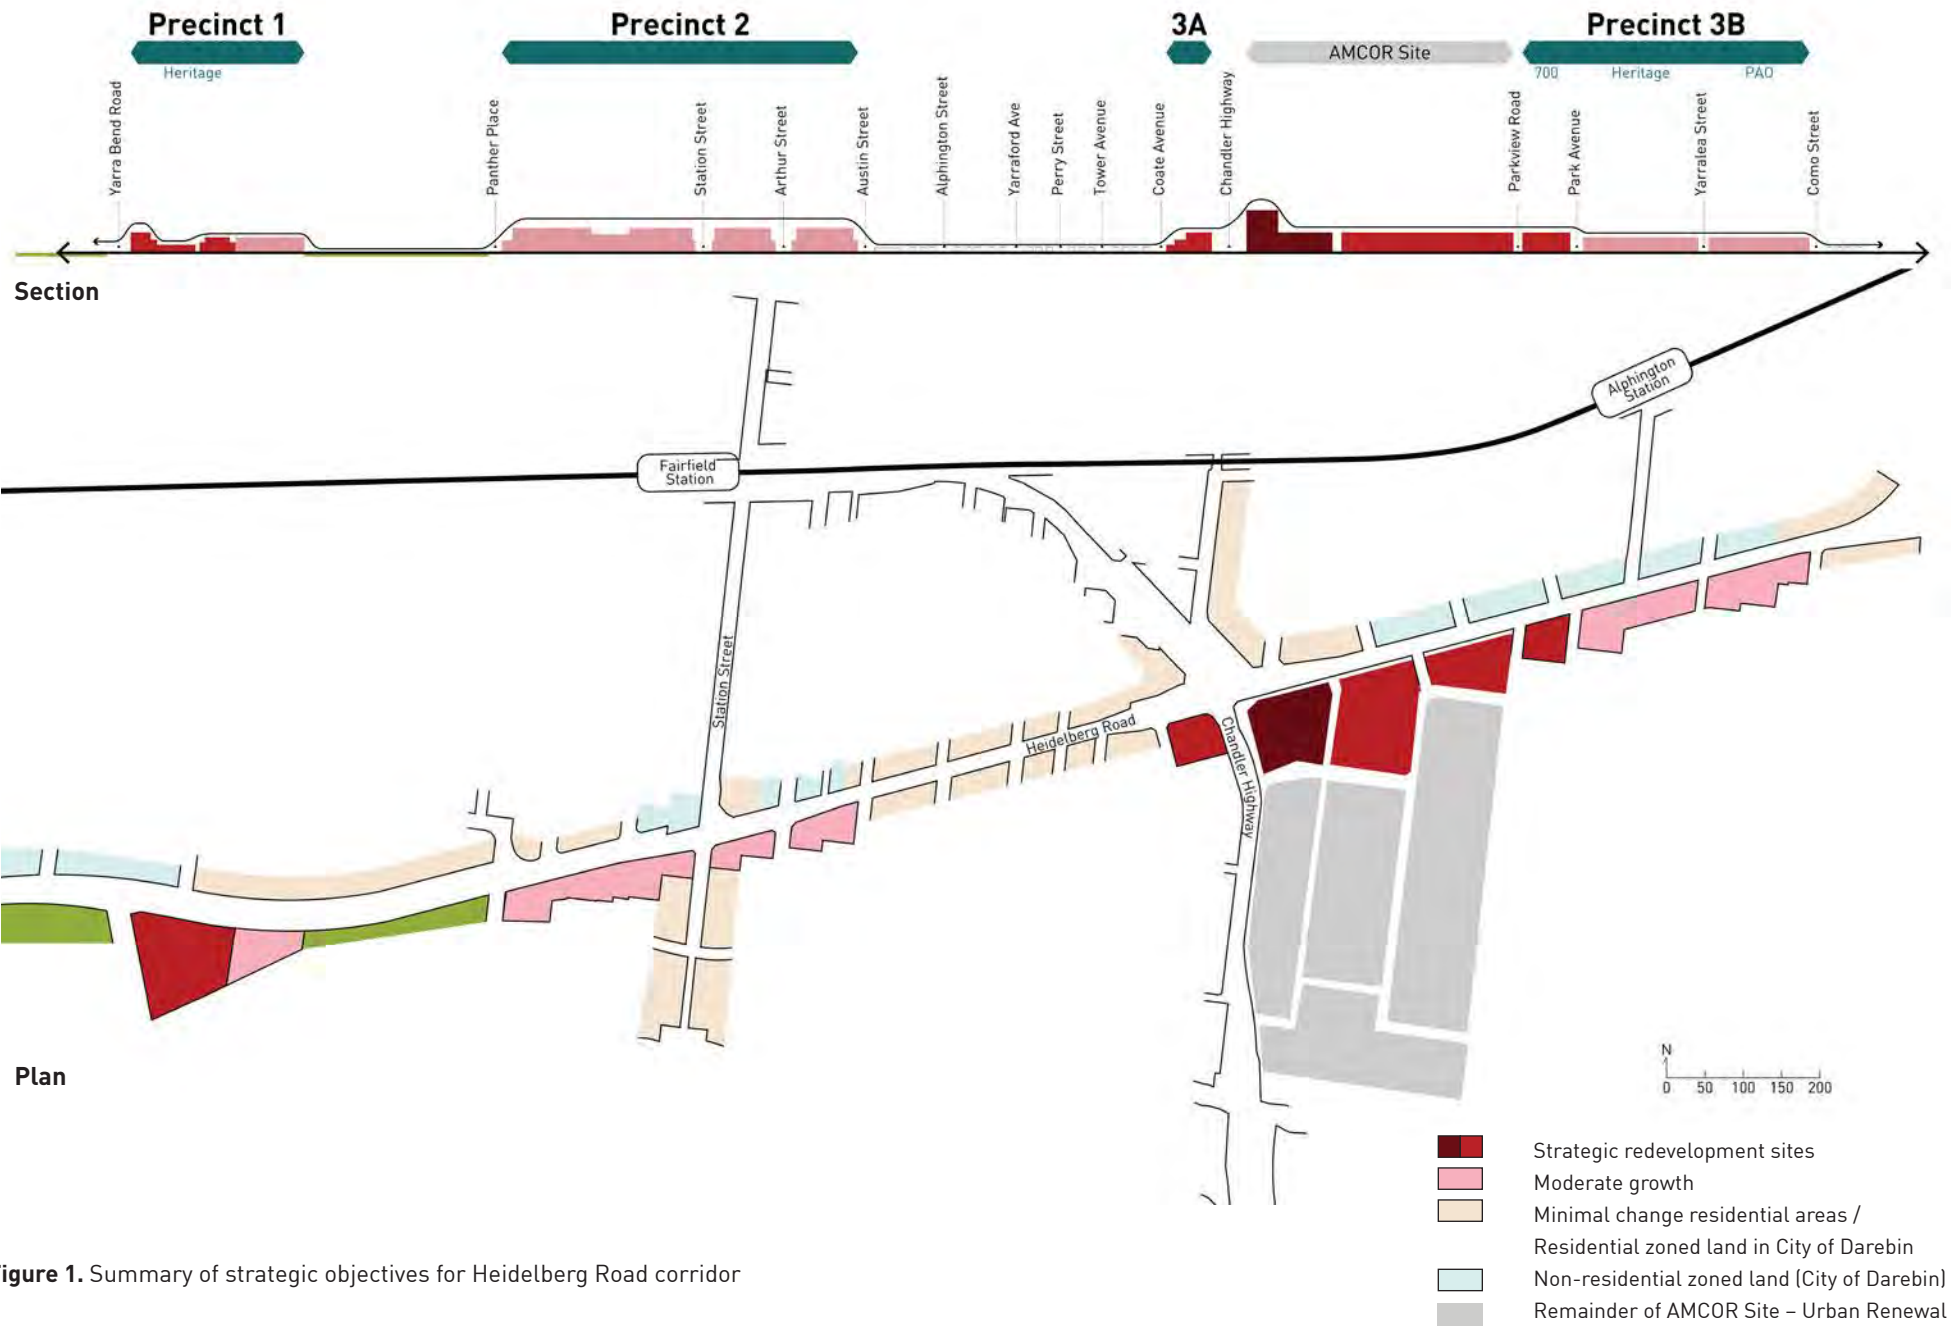 Precinct 1
Precinct 2
3A
Precinct 3B
AMCOR Site
Heritage
700
Heritage
PAO
Yarra Bend Road
Panther Place
Station Street
Arthur Street
Austin Street
Alphington Street
Yarraford Ave
Perry Street
Tower Avenue
Coate Avenue
Chandler Highway
Parkview Road
Park Avenue
Yarralea Street
Como Street
Section
Alphington
Station
Fairfield
Station
Station Street
Heidelberg Road
Chandler Highway
Plan
N
0 50 100 150 200
Strategic redevelopment sites
Moderate growth
Minimal change residential areas /
Residential zoned land in City of Darebin
Non-residential zoned land (City of Darebin)
Remainder of AMCOR Site – Urban Renewal
igure 1. Summary of strategic objectives for Heidelberg Road corridor